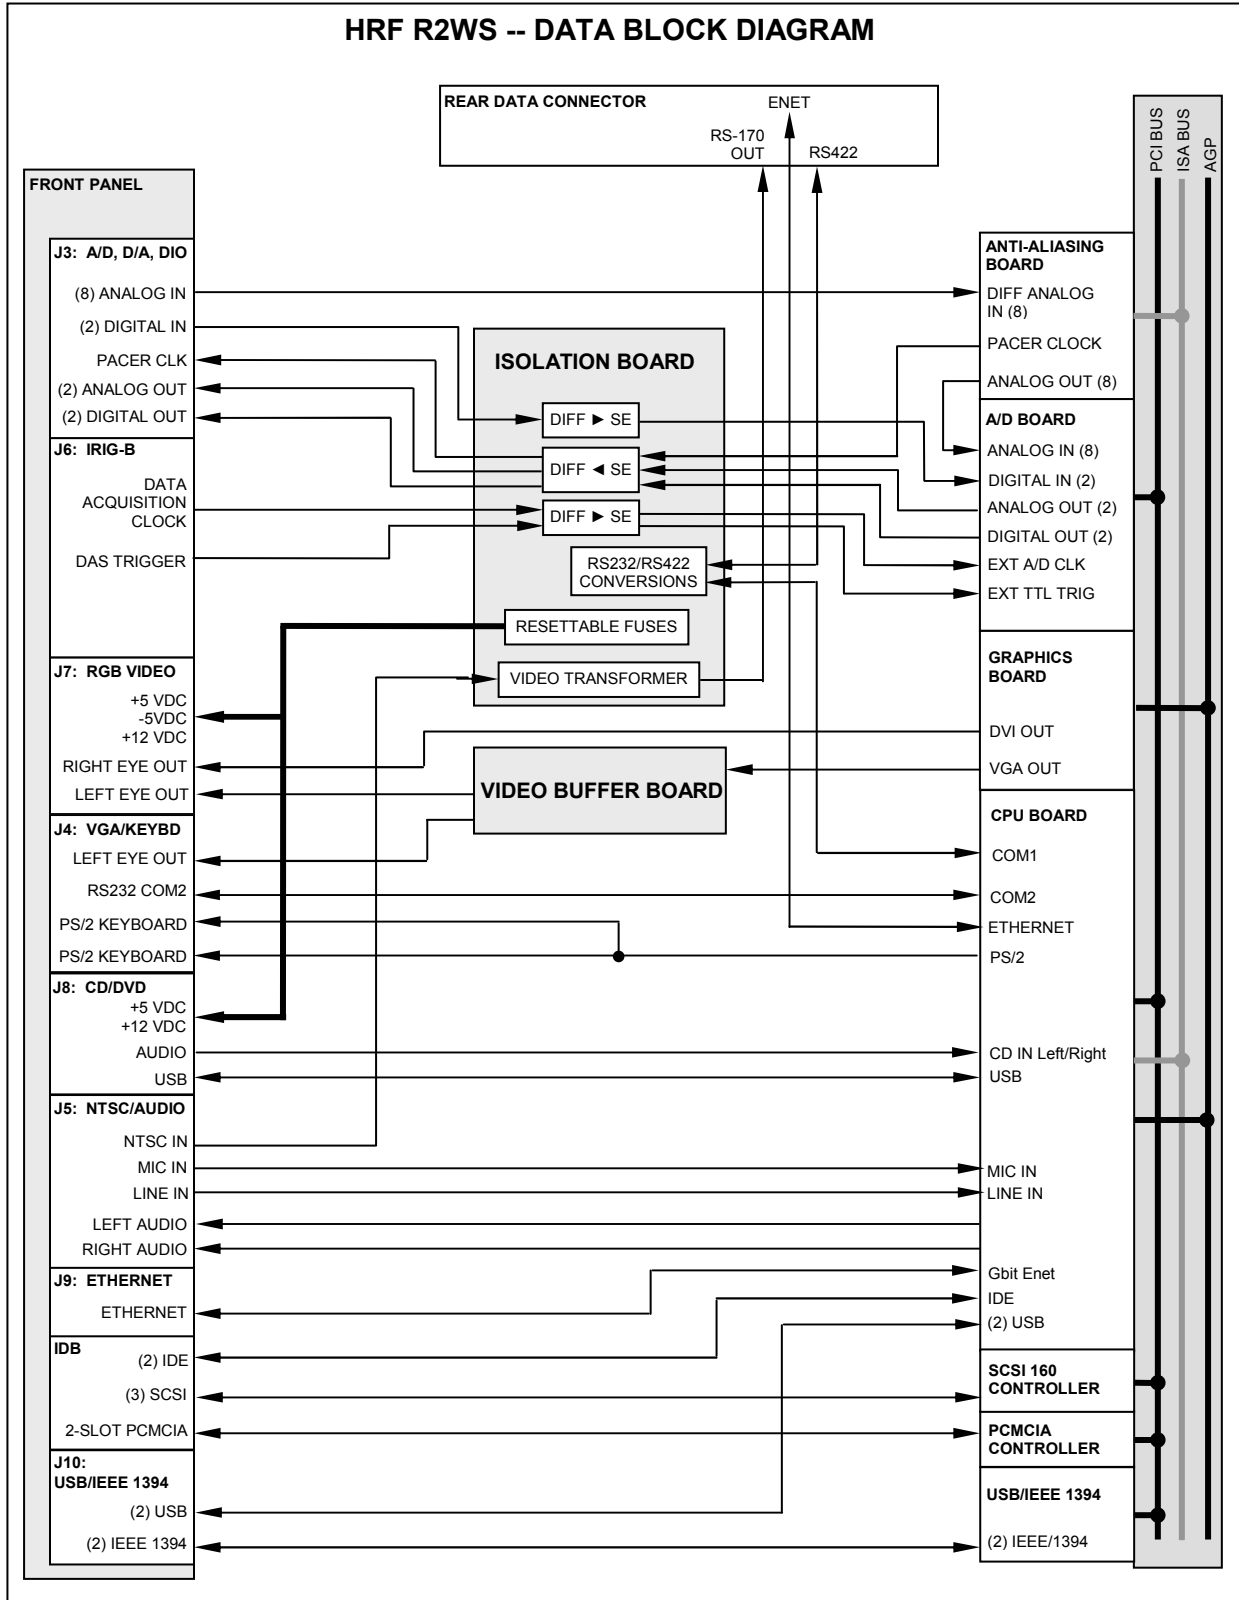 HRF R2WS -- DATA BLOCK DIAGRAM
REAR DATA CONNECTOR
ENET
RS-170
OUT
RS422
PCI BUS
ISA BUS
AGP
FRONT PANEL
J3: A/D, D/A, DIO
(8) ANALOG IN
(2) DIGITAL IN
PACER CLK
(2) ANALOG OUT
(2) DIGITAL OUT
J6: IRIG-B
DATA
ACQUISITION
CLOCK
DAS TRIGGER
J7: RGB VIDEO
+5 VDC
-5VDC
+12 VDC
RIGHT EYE OUT
LEFT EYE OUT
J4: VGA/KEYBD
LEFT EYE OUT
RS232 COM2
PS/2 KEYBOARD
PS/2 KEYBOARD
J8: CD/DVD
+5 VDC
+12 VDC
AUDIO
USB
J5: NTSC/AUDIO
NTSC IN
MIC IN
LINE IN
LEFT AUDIO
RIGHT AUDIO
J9: ETHERNET
ETHERNET
IDB
(2) IDE
(3) SCSI
2-SLOT PCMCIA
J10:
USB/IEEE 1394
(2) USB
(2) IEEE 1394
ISOLATION BOARD
DIFF ► SE
DIFF ◄ SE
DIFF ► SE
RS232/RS422
CONVERSIONS
RESETTABLE FUSES
VIDEO TRANSFORMER
VIDEO BUFFER BOARD
ANTI-ALIASING
BOARD
DIFF ANALOG
IN (8)
PACER CLOCK
ANALOG OUT (8)
A/D BOARD
ANALOG IN (8)
DIGITAL IN (2)
ANALOG OUT (2)
DIGITAL OUT (2)
EXT A/D CLK
EXT TTL TRIG
GRAPHICS
BOARD
DVI OUT
VGA OUT
CPU BOARD
COM1
COM2
ETHERNET
PS/2
CD IN Left/Right
USB
MIC IN
LINE IN
Gbit Enet
IDE
(2) USB
SCSI 160
CONTROLLER
PCMCIA
CONTROLLER
USB/IEEE 1394
(2) IEEE/1394